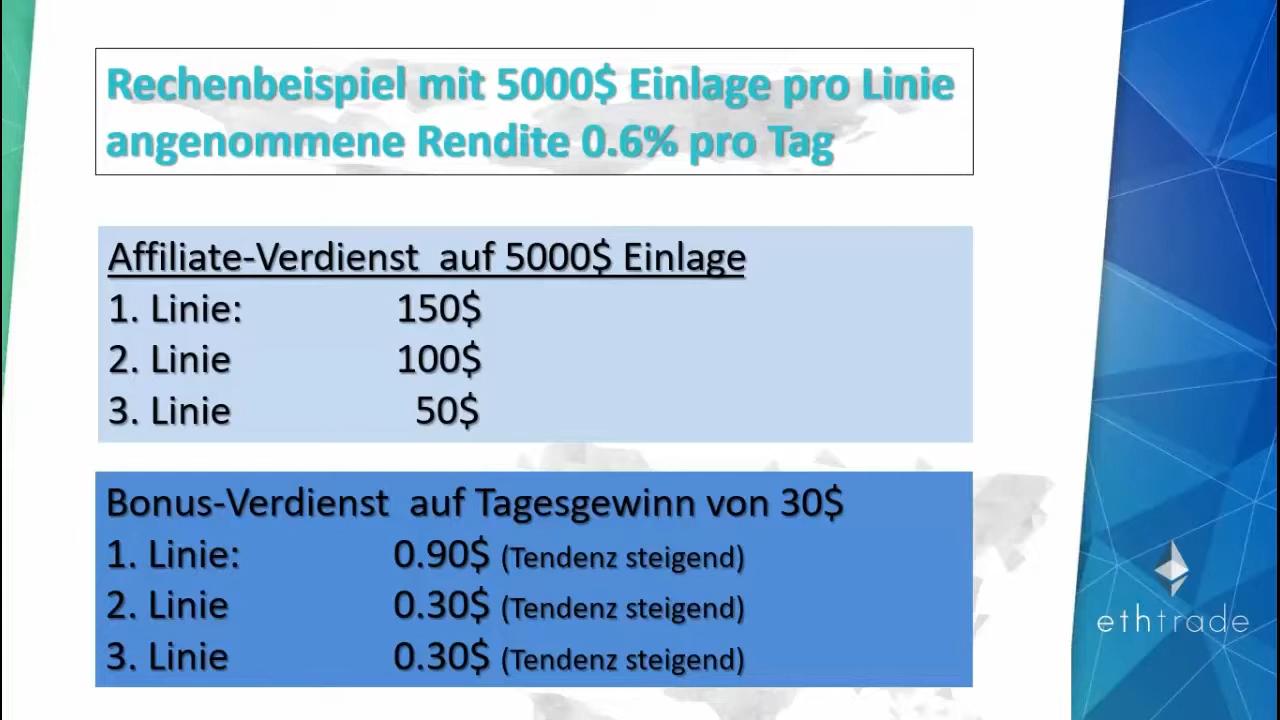 Rechenbeispiel mit 5000$ Einlage pro Linie
angenommene Rendite 0.6% pro Tag
Affiliate-Verdienst auf 5000$ Einlage
1. Linie: 150$
2. Linie 100$
3. Linie 50$
Bonus-Verdienst auf Tagesgewinn von 30$
1. Linie: 0.90$ (Tendenz steigend)
2. Linie 0.30$ (Tendenz steigend)
3. Linie 0.30$ (Tendenz steigend)
ethtrade